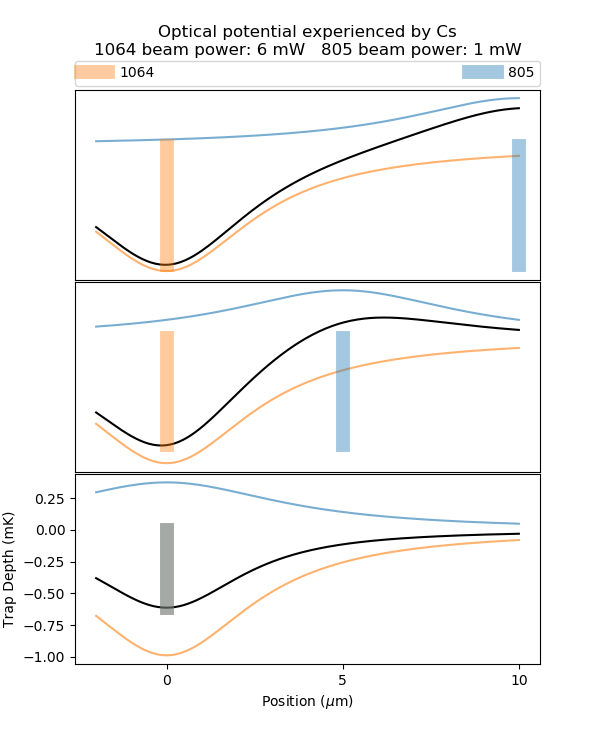 Optical potential experienced by Cs
1064 beam power: 6 mW   805 beam power: 1 mW
1064
805
0.25
0.00
−0.25
−0.50
−0.75
−1.00
Trap Depth (mK)
0
5
10
Position (μm)